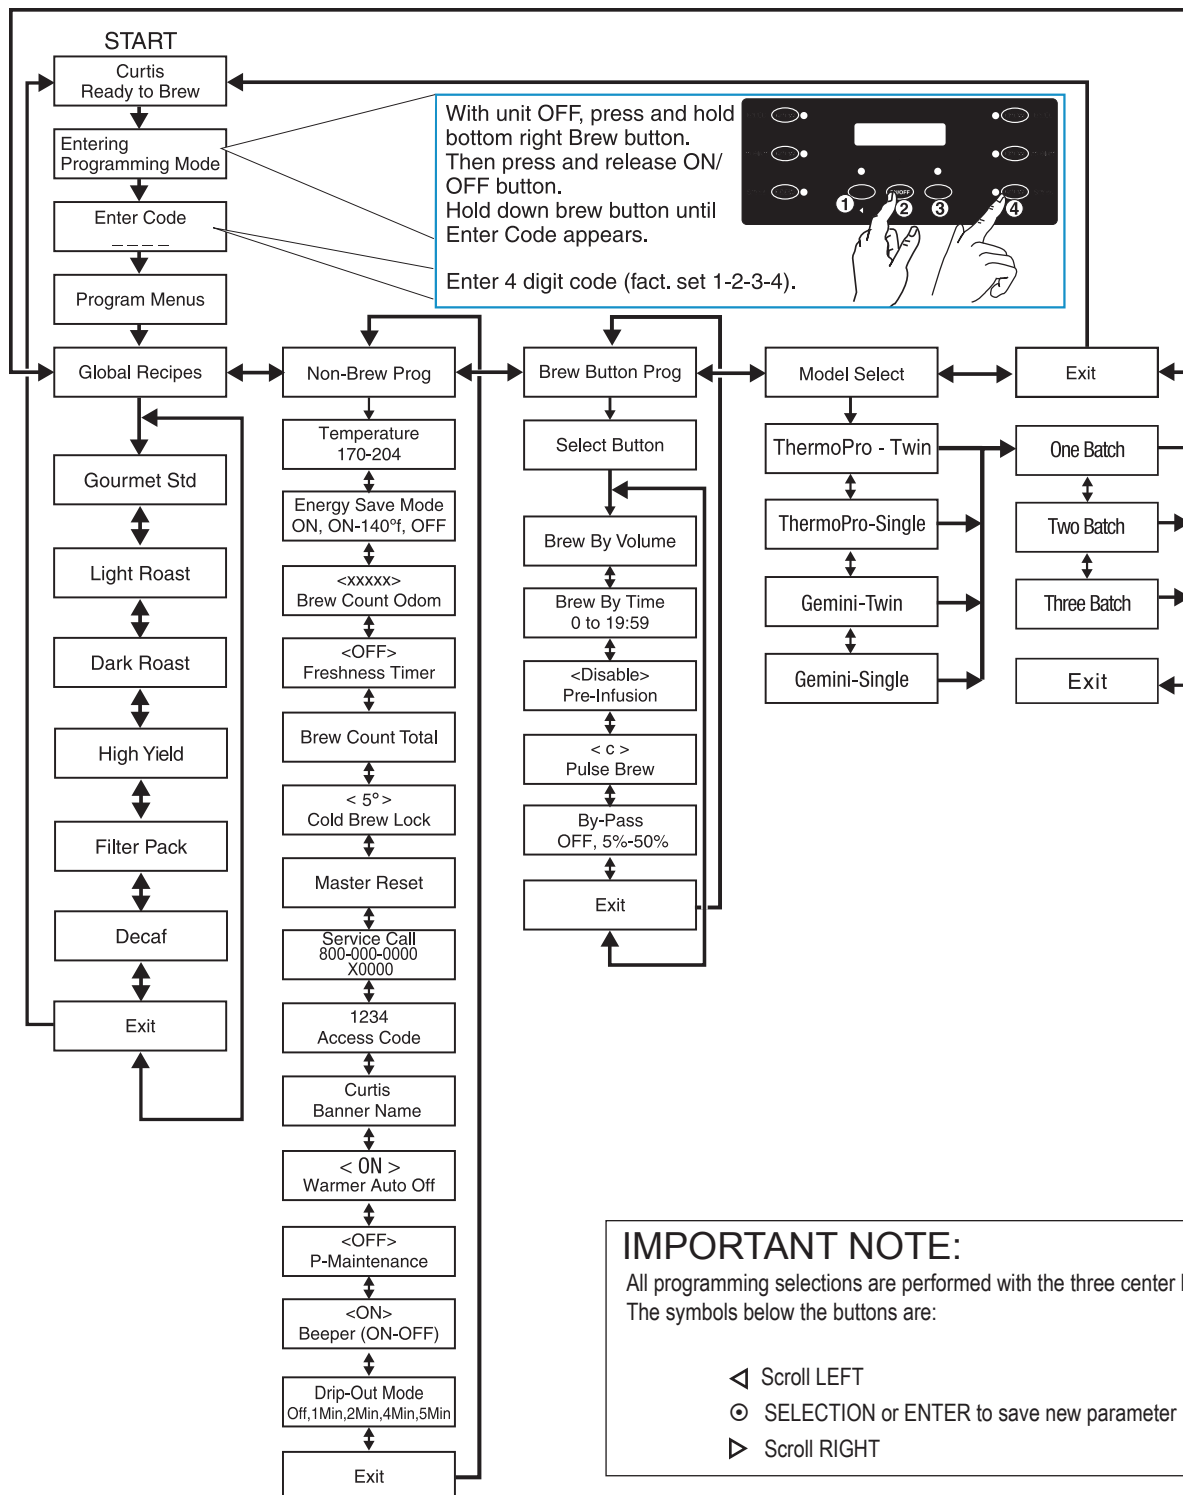 START
Curtis
Ready to Brew
Entering
Programming Mode
Enter Code
_ _ _ _
Program Menus
With unit OFF, press and hold
bottom right Brew button.
Then press and release ON/
OFF button.
Hold down brew button until
Enter Code appears.
Enter 4 digit code (fact. set 1-2-3-4).
ON/OFF
1
2
3
4
Global Recipes
Gourmet Std
Light Roast
Dark Roast
High Yield
Filter Pack
Decaf
Exit
Non-Brew Prog
Temperature
170-204
Energy Save Mode
ON, ON-140°f, OFF
<xxxxx>
Brew Count Odom
<OFF>
Freshness Timer
Brew Count Total
< 5° >
Cold Brew Lock
Master Reset
Service Call
800-000-0000
X0000
1234
Access Code
Curtis
Banner Name
< ON >
Warmer Auto Off
<OFF>
P-Maintenance
<ON>
Beeper (ON-OFF)
Drip-Out Mode
Off,1Min,2Min,4Min,5Min
Exit
Brew Button Prog
Select Button
Brew By Volume
Brew By Time
0 to 19:59
<Disable>
Pre-Infusion
< c >
Pulse Brew
By-Pass
OFF, 5%-50%
Exit
Model Select
ThermoPro - Twin
ThermoPro-Single
Gemini-Twin
Gemini-Single
Exit
One Batch
Two Batch
Three Batch
Exit
IMPORTANT NOTE:
All programming selections are performed with the three center
The symbols below the buttons are:
Scroll LEFT
SELECTION or ENTER to save new parameter
Scroll RIGHT